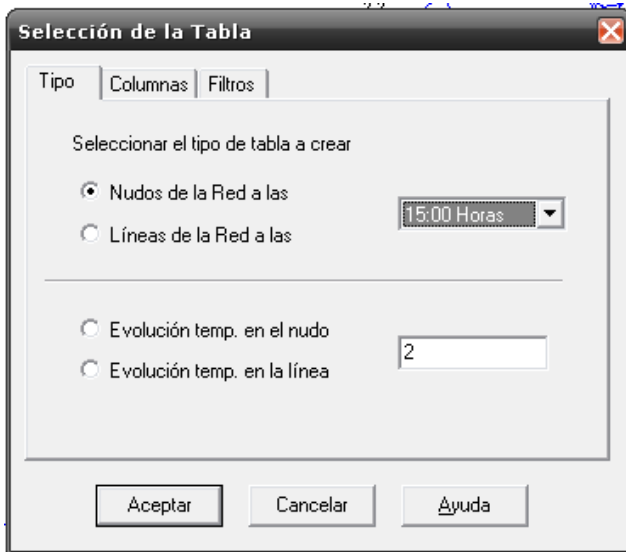 Selección de la Tabla
Tipo Columnas Filtros
Seleccionar el tipo de tabla a crear
Nudos de la Red a las
15:00 Horas
Líneas de la Red a las
Evolución temp. en el nudo
2
Evolución temp. en la línea
Aceptar Cancelar Ayuda